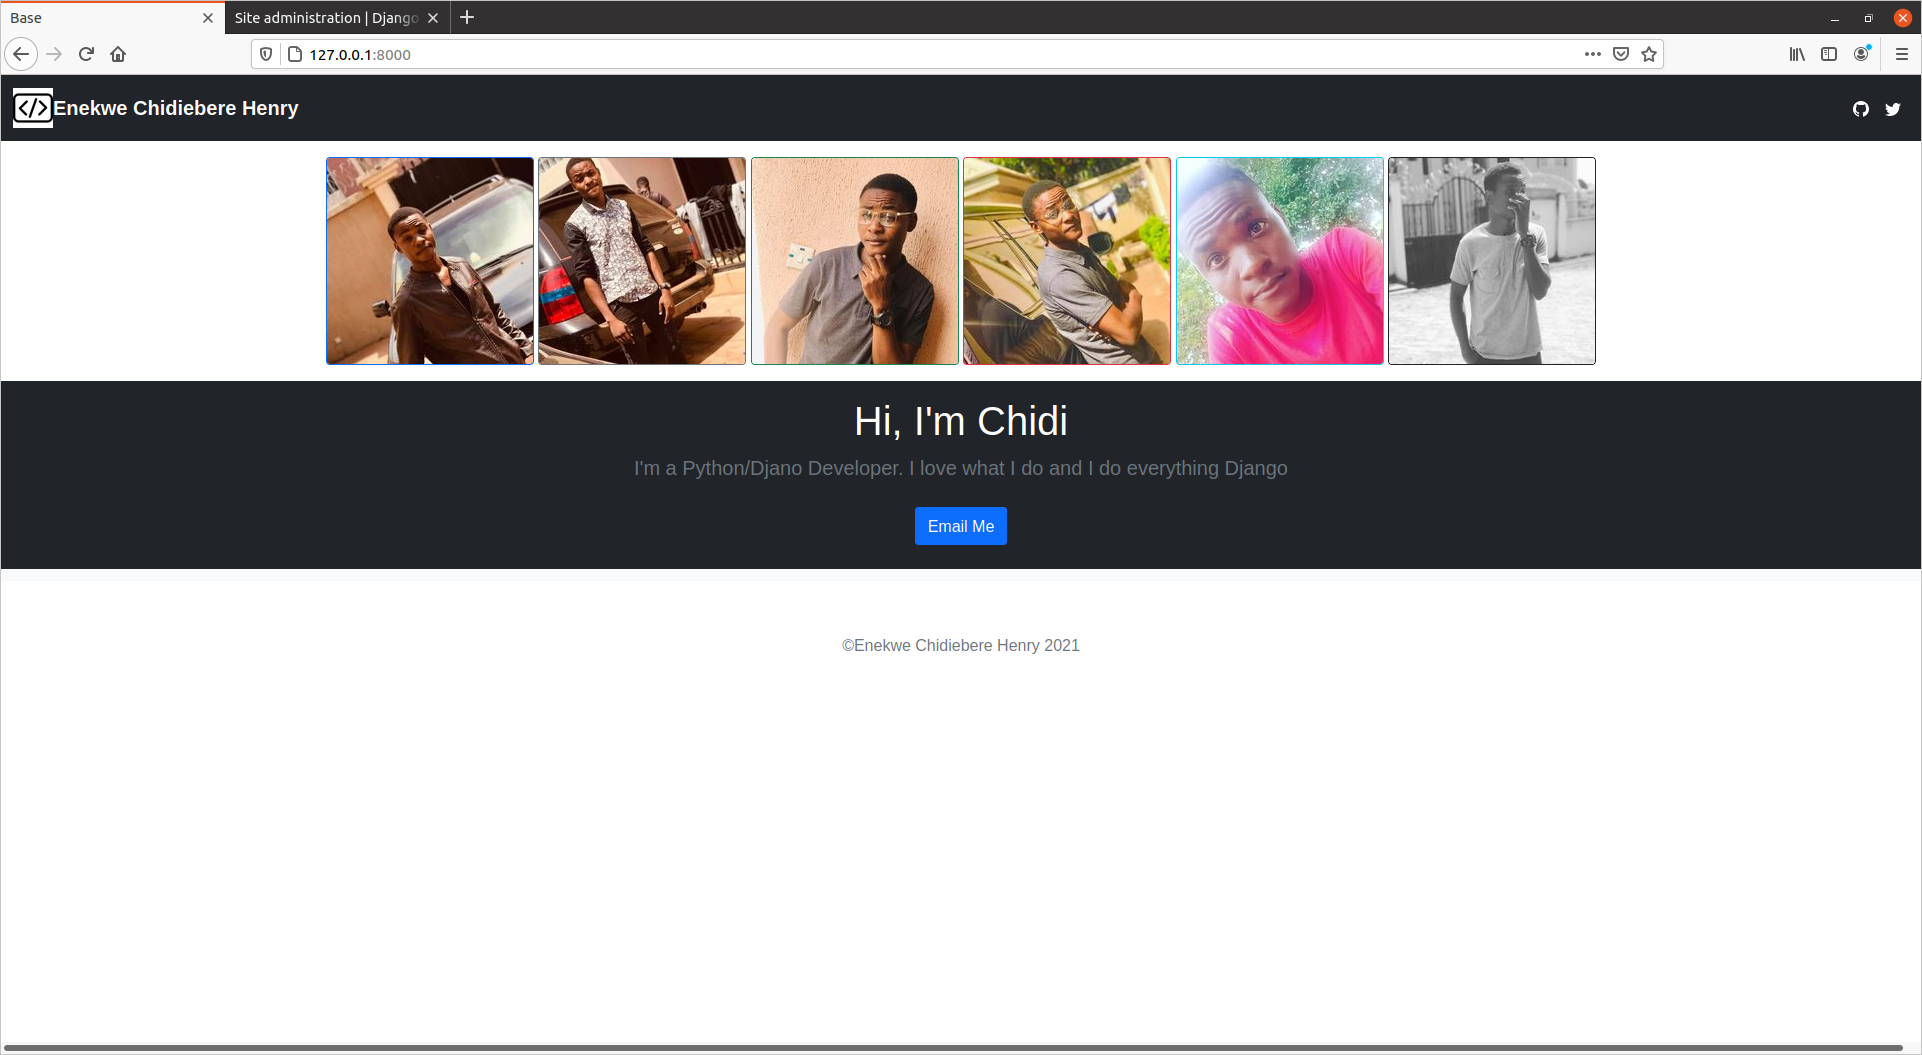 Base
Site administration | Django
127.0.0.1:8000
</> Enekwe Chidiebere Henry
Hi, I'm Chidi
I'm a Python/Djano Developer. I love what I do and I do everything Django
Email Me
©Enekwe Chidiebere Henry 2021